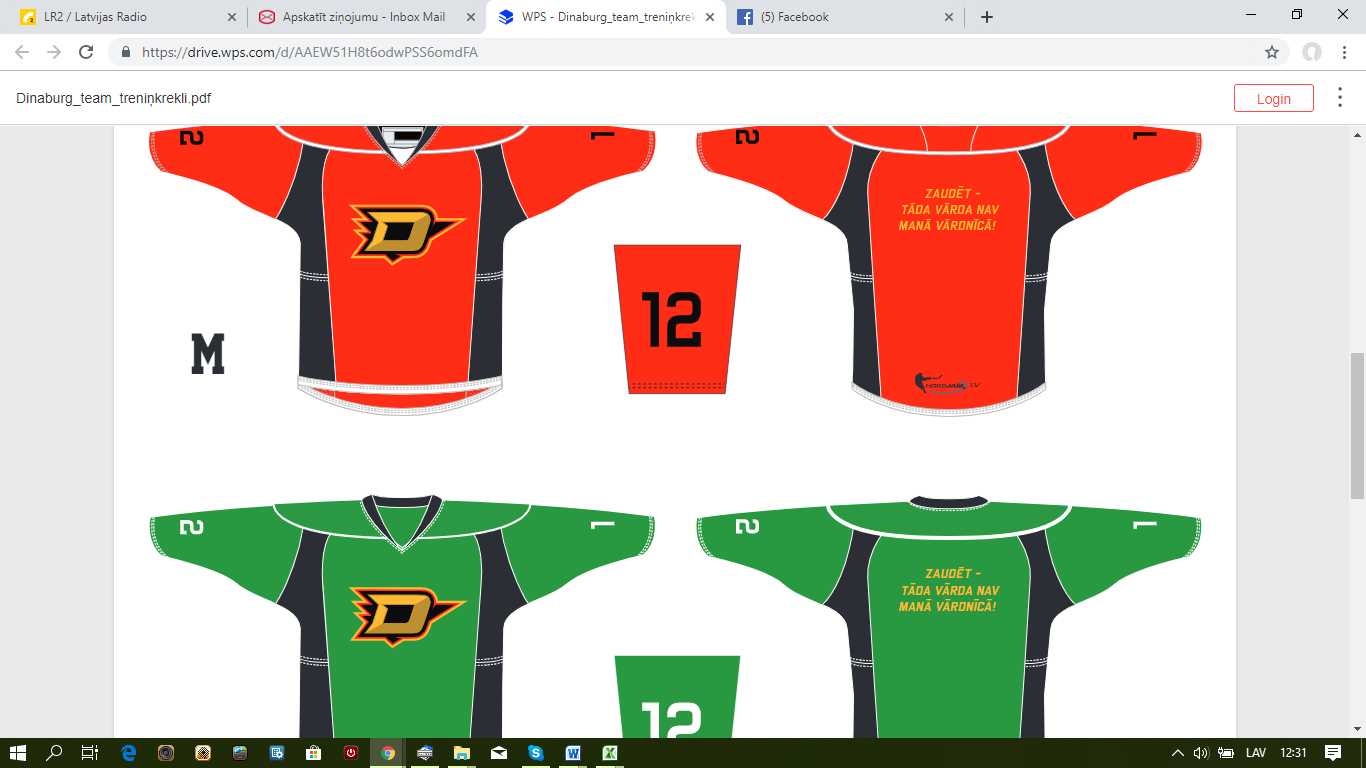 LR2 / Latvijas Radio
Apskatīt ziņojumu - Inbox Mail
WPS - Dinaburg_team_treniņkrek
(5) Facebook
https://drive.wps.com/d/AAEW51H8t6odwPSS6omdFA
Dinaburg_team_treniņkrekli.pdf
Login
2
1
2
1
ZAUDĒT -
TĀDA VĀRDA NAV
MANĀ VĀRDNĪCĀ!
D
12
M
2
1
2
1
ZAUDĒT -
TĀDA VĀRDA NAV
MANĀ VĀRDNĪCĀ!
D
12
LAV
12:31